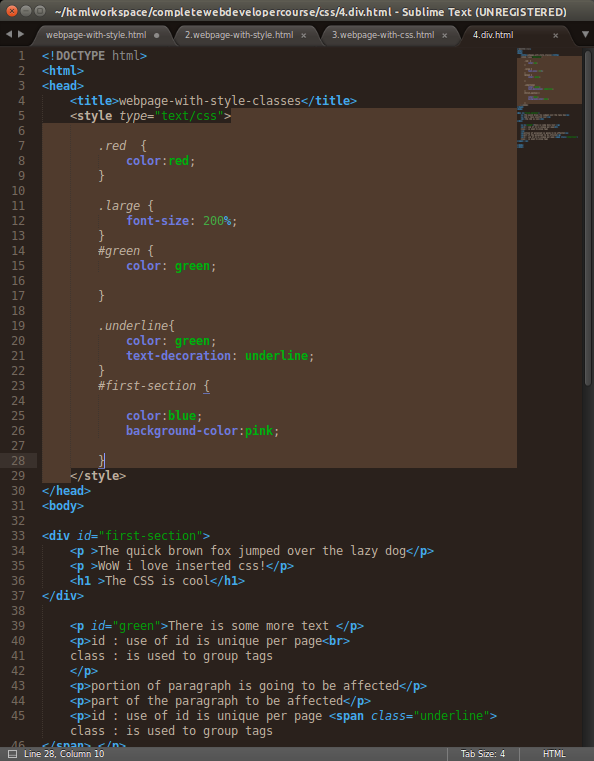 ~/htmlworkspace/completewebdevelopercourse/css/4.div.html - Sublime Text (UNREGISTERED)
webpage-with-style.html 2.webpage-with-style.html × 3.webpage-with-css.html × 4.div.html ×
1 <!DOCTYPE html>
2 <html>
3 <head>
4 <title>webpage-with-style-classes</title>
5 <style type="text/css">
6
7 .red {
8 color:red;
9 }
10
11 .large {
12 font-size: 200%;
13 }
14 #green {
15 color: green;
16
17 }
18
19 .underline{
20 color: green;
21 text-decoration: underline;
22 }
23 #first-section {
24
25 color:blue;
26 background-color:pink;
27
28 }
29 </style>
30 </head>
31 <body>
32
33 <div id="first-section">
34 <p >The quick brown fox jumped over the lazy dog</p>
35 <p >WoW i love inserted css!</p>
36 <h1 >The CSS is cool</h1>
37 </div>
38
39 <p id="green">There is some more text </p>
40 <p>id : use of id is unique per page<br>
41 class : is used to group tags
42 </p>
43 <p>portion of paragraph is going to be affected</p>
44 <p>part of the paragraph to be affected</p>
45 <p>id : use of id is unique per page <span class="underline">
class : is used to group tags
46 </span> </p>
Line 28, Column 10 Tab Size: 4 HTML